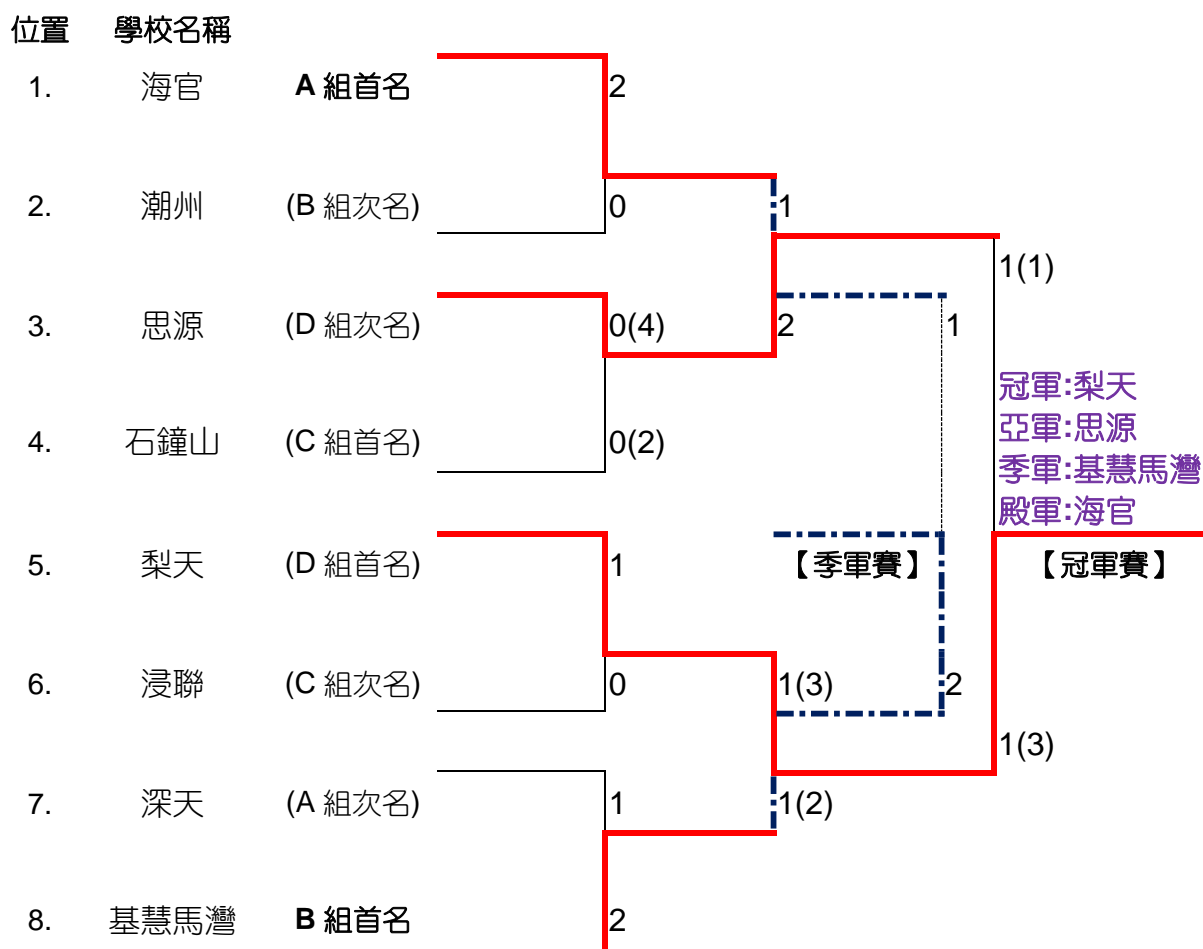 位置 學校名稱
1. 海官 A 組首名 2
2. 潮州 (B 組次名) 0 1
1(1)
3. 思源 (D 組次名) 0(4) 2 1
冠軍:梨天
亞軍:思源
4. 石鐘山 (C 組首名) 0(2)
季軍:基慧馬灣
殿軍:海官
5. 梨天 (D 組首名) 1 【季軍賽】 【冠軍賽】
6. 浸聯 (C 組次名) 0 1(3) 2
1(3)
7. 深天 (A 組次名) 1 1(2)
8. 基慧馬灣 B 組首名 2